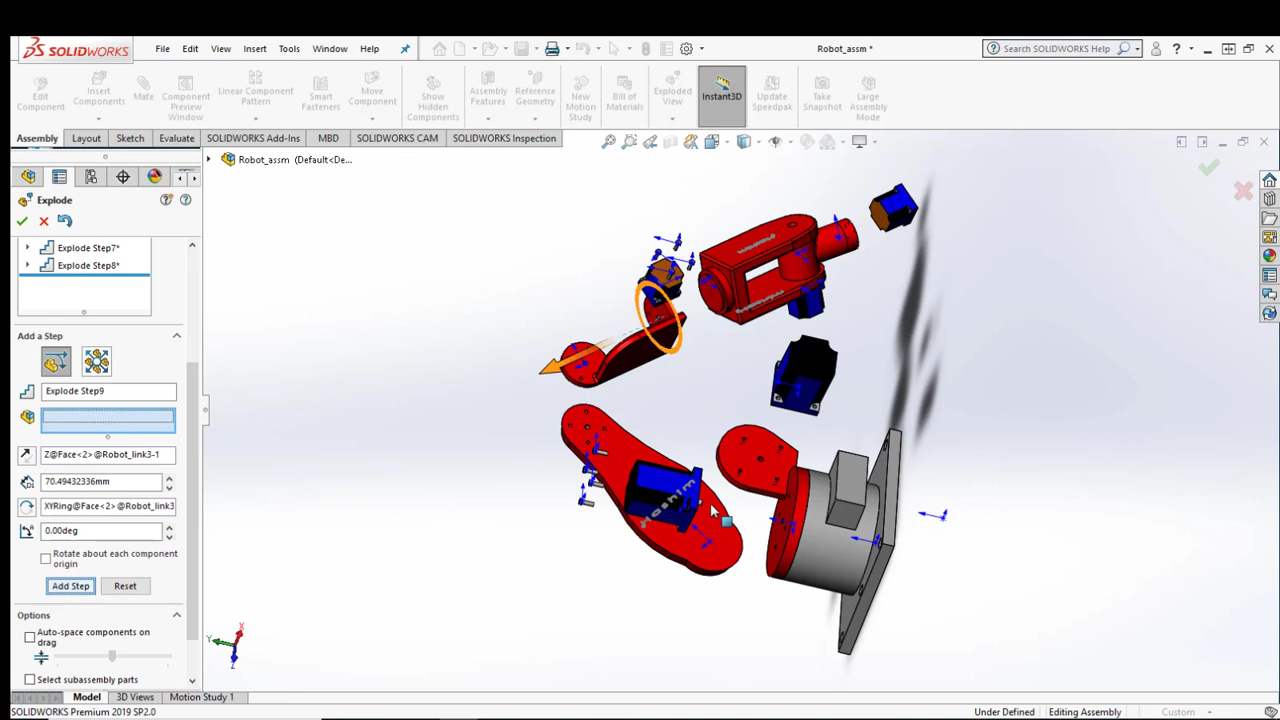 SOLIDWORKS File Edit View Insert Tools Window Help Robot_assm * Search SOLIDWORKS Help ?
Edit Component
Insert Components
Mate
Component Preview Window
Linear Component Pattern
Smart Fasteners
Move Component
Show Hidden Components
Assembly Features
Reference Geometry
New Motion Study
Bill of Materials
Exploded View
Instant3D
Update Speedpak
Take Snapshot
Large Assembly Mode
Assembly Layout Sketch Evaluate SOLIDWORKS Add-Ins MBD SOLIDWORKS CAM SOLIDWORKS Inspection
Robot_assm (Default<De...
Explode
Explode Step7*
Explode Step8*
Add a Step
Explode Step9
Z@Face<2>@Robot_link3-1
70.49432336mm
XYRing@Face<2>@Robot_link3
0.00deg
Rotate about each component origin
Add Step Reset
Options
Auto-space components on drag
Select subassembly parts
Hashim
X
Y
Z
Model 3D Views Motion Study 1
SOLIDWORKS Premium 2019 SP2.0 Under Defined Editing Assembly Custom